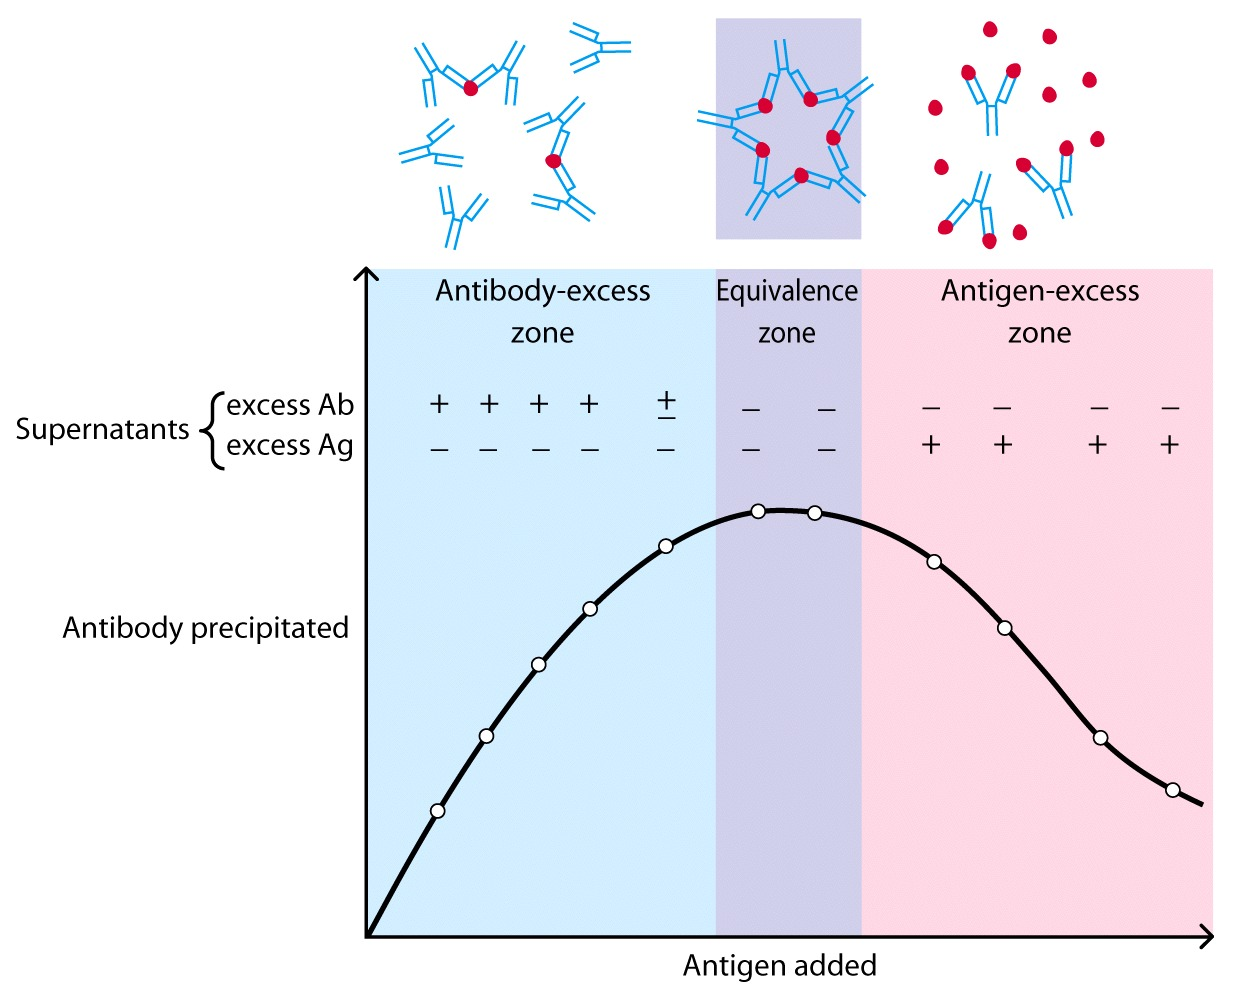 Antibody-excess
zone
Equivalence
zone
Antigen-excess
zone
Supernatants
excess Ab + + + + ± – – – – – –
excess Ag – – – – – – – + + + +
Antibody precipitated
Antigen added